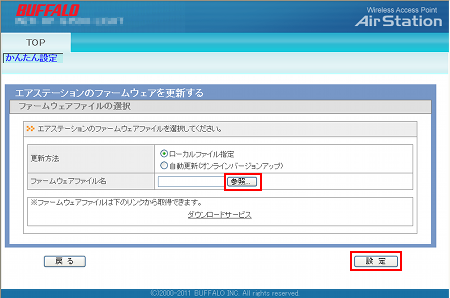 BUFFALO
Wireless Access Point
AirStation
TOP
かんたん設定
エアステーションのファームウェアを更新する
ファームウェアファイルの選択
>> エアステーションのファームウェアファイルを選択してください。
更新方法
ローカルファイル指定
自動更新(オンラインバージョンアップ)
ファームウェアファイル名
参照...
※ファームウェアファイルは下のリンクから取得できます。
ダウンロードサービス
戻る
設定
(C)2000-2011 BUFFALO INC. All rights reserved.